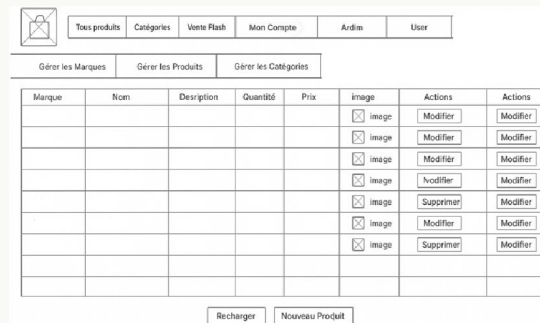 Tous produits Catégories Vente Flash Mon Compte Ardim User
Gérer les Marques Gérer les Produits Gérer les Catégories
Marque Nom Desription Quantité Prix image Actions Actions
image Modifier Modifier
image Modifier Modifier
image Modifiér Modifier
image Ivodifier Modifier
image Supprimer Modifier
image Modifier Modifier
image Supprimer Modifier
Recharger Nouveau Produit